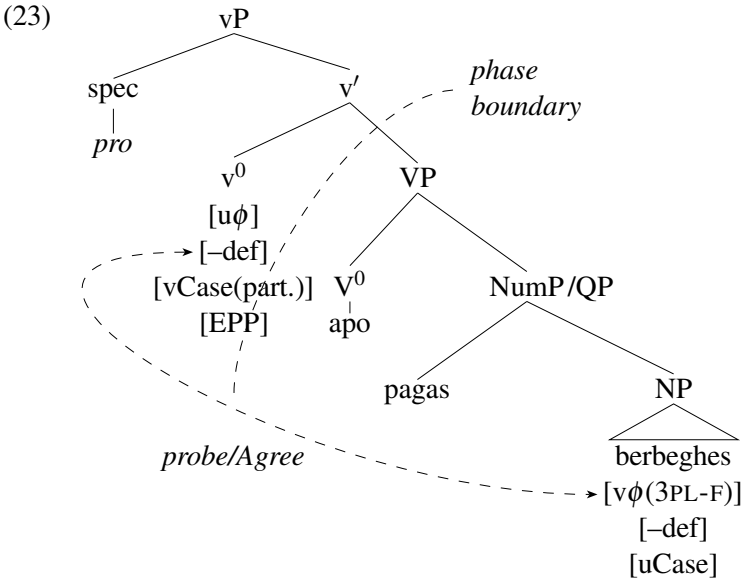 (23)
vP
spec
v′
phase
boundary
pro
v⁰
VP
[uϕ]
[–def]
[vCase(part.)]
V⁰
NumP/QP
[EPP]
apo
pagas
NP
probe/Agree
berbeghes
[vϕ(3PL-F)]
[–def]
[uCase]